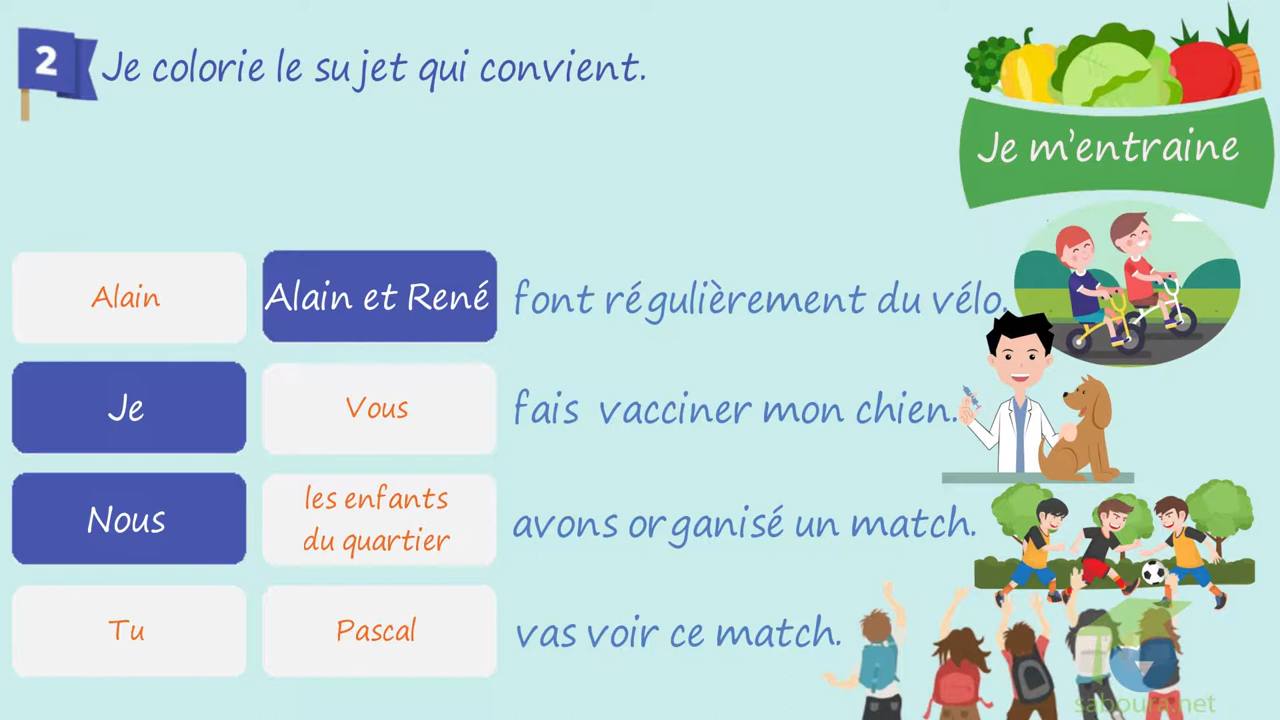 2 Je colorie le sujet qui convient.
Je m'entraine
Alain Alain et René font régulièrement du vélo.
Je Vous fais vacciner mon chien.
Nous les enfants
du quartier avons organisé un match.
Tu Pascal vas voir ce match.
saboura.net